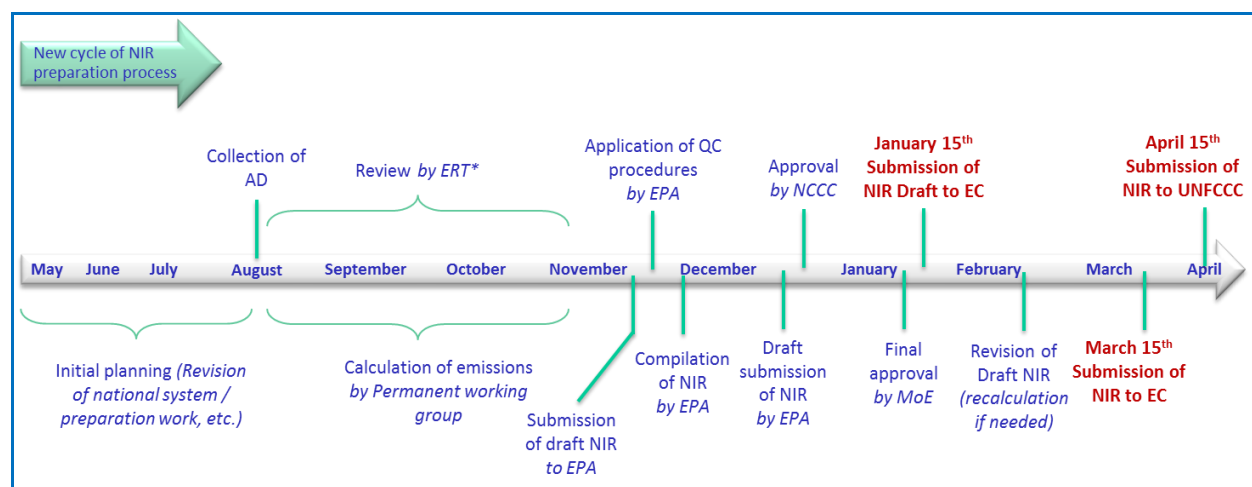 New cycle of NIR
preparation process
Collection of
AD
Review by ERT*
Application of QC
procedures
by EPA
Approval
by NCCC
January 15th
Submission of
NIR Draft to EC
April 15th
Submission of
NIR to UNFCCC
May
June
July
August
September
October
November
December
January
February
March
April
Initial planning (Revision
of national system /
preparation work, etc.)
Calculation of emissions
by Permanent working
group
Submission
of draft NIR
to EPA
Compilation
of NIR
by EPA
Draft
submission
of NIR
by EPA
Final
approval
by MoE
Revision of
Draft NIR
(recalculation
if needed)
March 15th
Submission of
NIR to EC